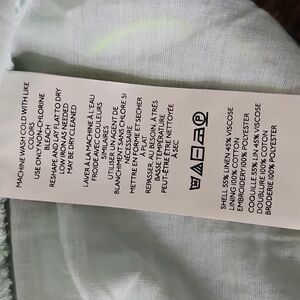 MACHINE WASH COLD WITH LIKE
COLORS
USE ONLY NON-CHLORINE
BLEACH
RESHAPE AND LAY FLAT TO DRY
LOW IRON AS NEEDED
MAY BE DRY CLEANED
LAVER À LA MACHINE À L'EAU
FROIDE AVEC COULEURS
SIMILAIRES
UTILISER UN AGENT DE
BLANCHIMENT SANS CHLORE SI
NÉCESSAIRE
METTRE EN FORME ET SÉCHER
À PLAT
REPASSER, AU BESOIN, À TRÈS
BASSE TEMPÉRATURE
PEUT-ÊTRE ÊTRE NETTOYÉE
À SEC
SHELL 55% LINEN 45% VISCOSE
LINING 100% COTTON
EMBROIDERY 100% POLYESTER
COQUILLE 55% LIN 45% VISCOSE
DOUBLURE 100% COTON
BRODERIE 100% POLYESTER